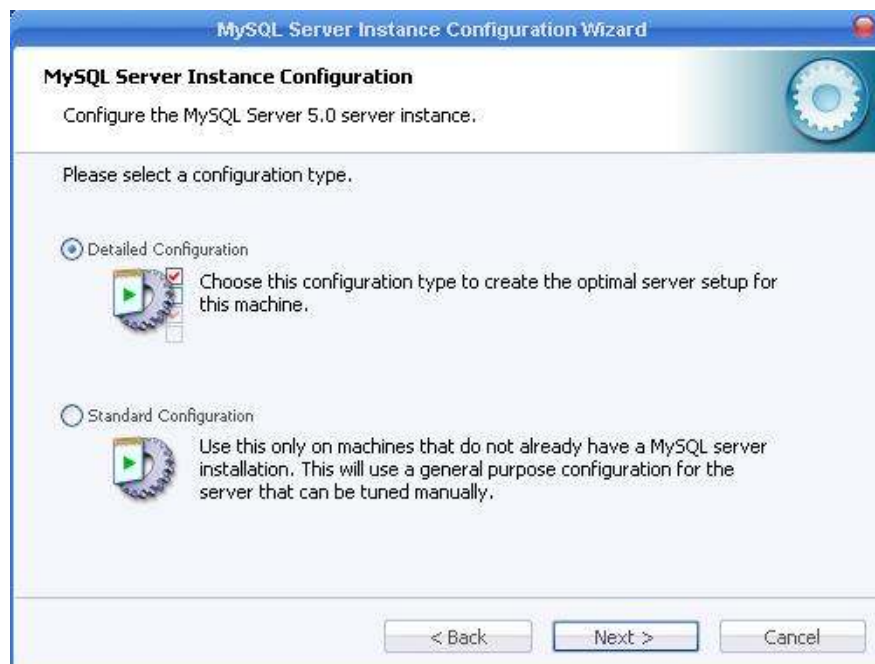 MySQL Server Instance Configuration Wizard
MySQL Server Instance Configuration
Configure the MySQL Server 5.0 server instance.
Please select a configuration type.
Detailed Configuration
Choose this configuration type to create the optimal server setup for
this machine.
Standard Configuration
Use this only on machines that do not already have a MySQL server
installation. This will use a general purpose configuration for the
server that can be tuned manually.
< Back
Next >
Cancel